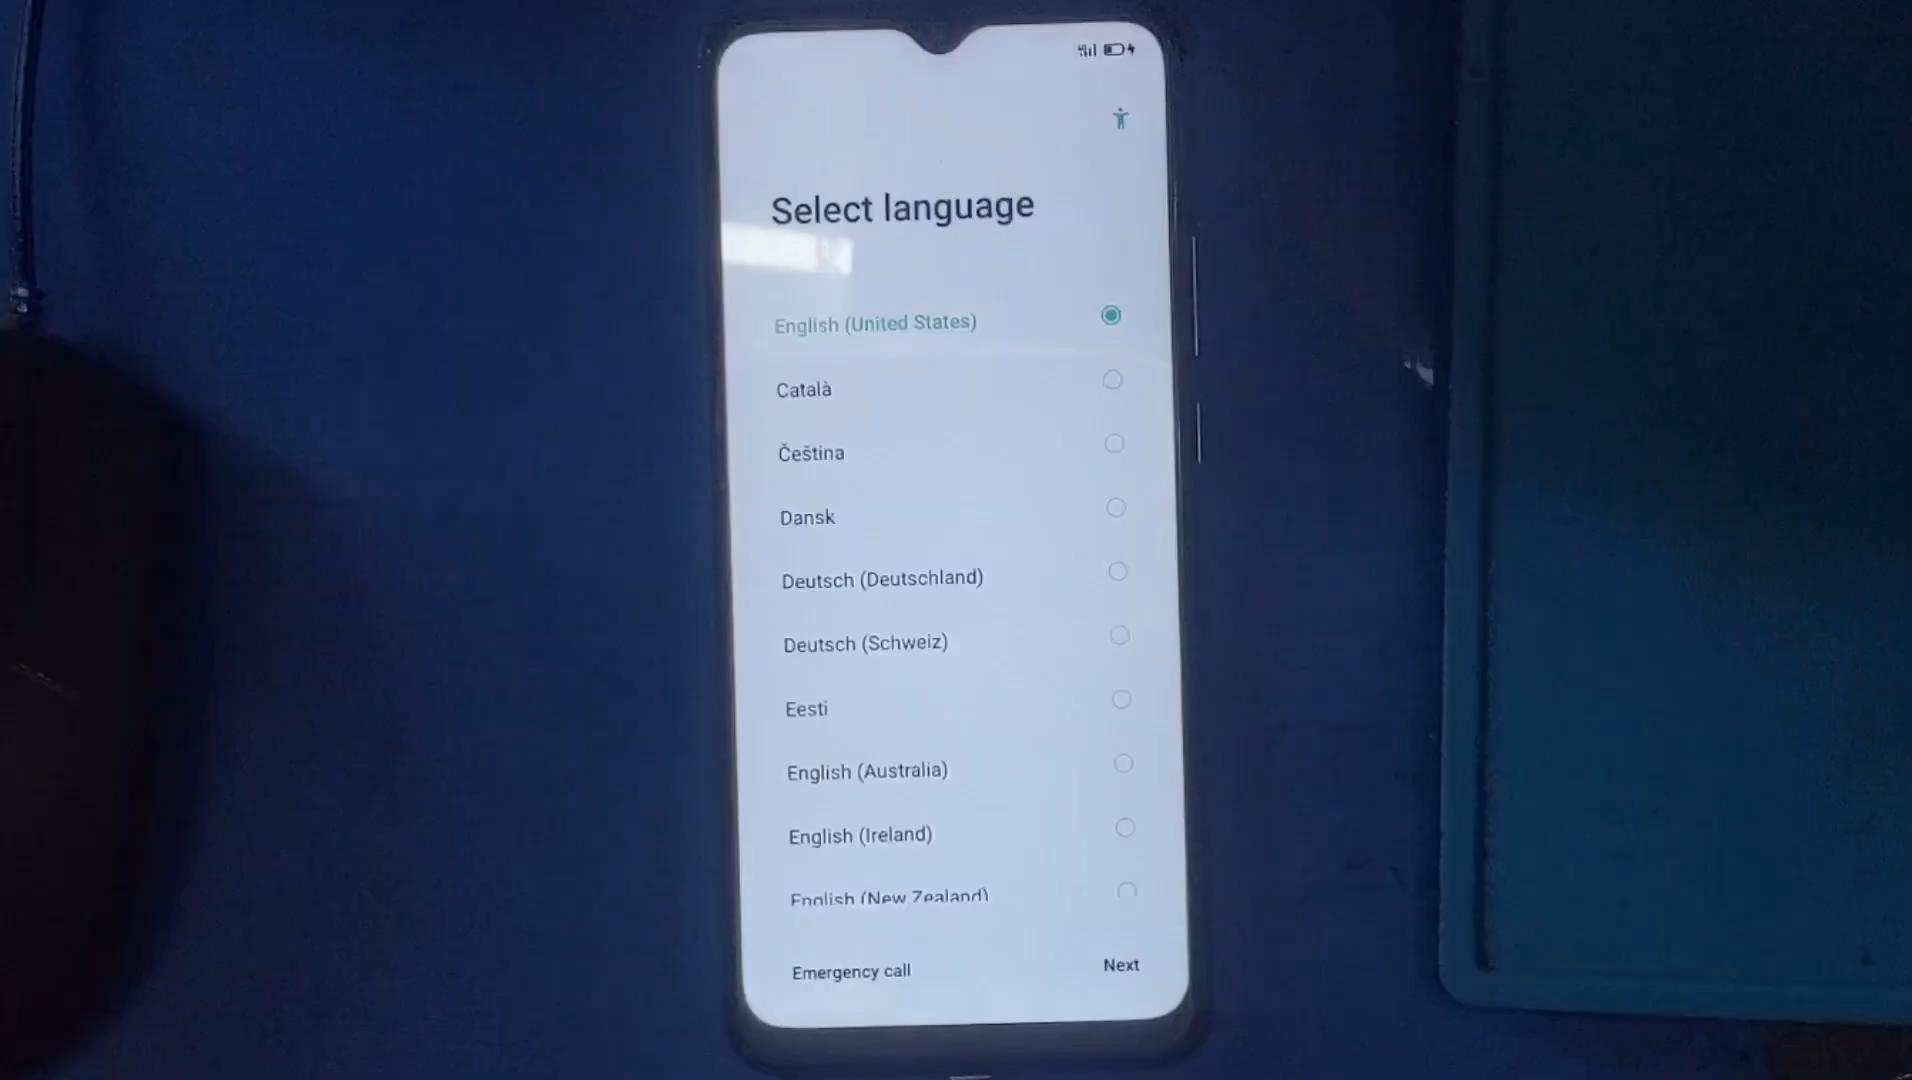 Select language
English (United States)
Català
Čeština
Dansk
Deutsch (Deutschland)
Deutsch (Schweiz)
Eesti
English (Australia)
English (Ireland)
English (New Zealand)
Emergency call
Next